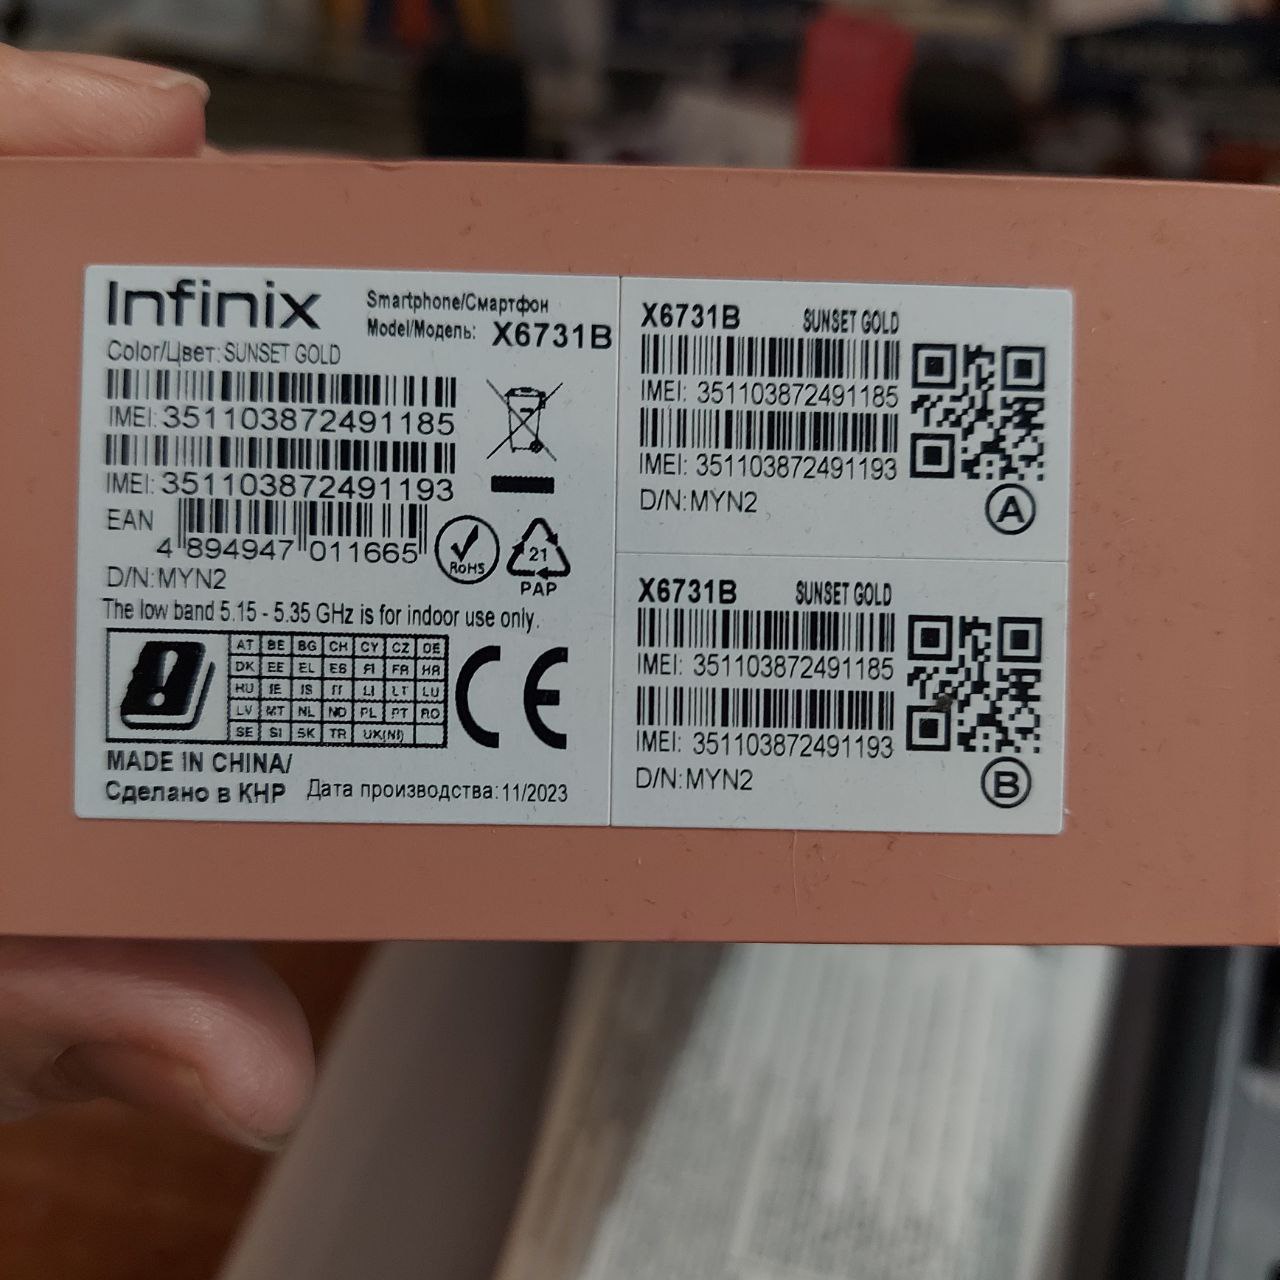 Infinix
Smartphone/Смартфон
Model/Модель: X6731B
Color/Цвет: SUNSET GOLD
IMEI: 351103872491185
IMEI: 351103872491193
EAN
4 894947 011665
RoHS
21
PAP
D/N:MYN2
The low band 5.15 - 5.35 GHz is for indoor use only.
AT BE BG CH CY CZ DE
DK EE EL ES FI FR HR
HU IE IS IT LI LT LU
LV MT NL NO PL PT RO
SE SI SK TR UK(NI)
CE
MADE IN CHINA/
Сделано в КНР Дата производства: 11/2023
X6731B SUNSET GOLD
IMEI: 351103872491185
IMEI: 351103872491193
D/N:MYN2
A
X6731B SUNSET GOLD
IMEI: 351103872491185
IMEI: 351103872491193
D/N:MYN2
B